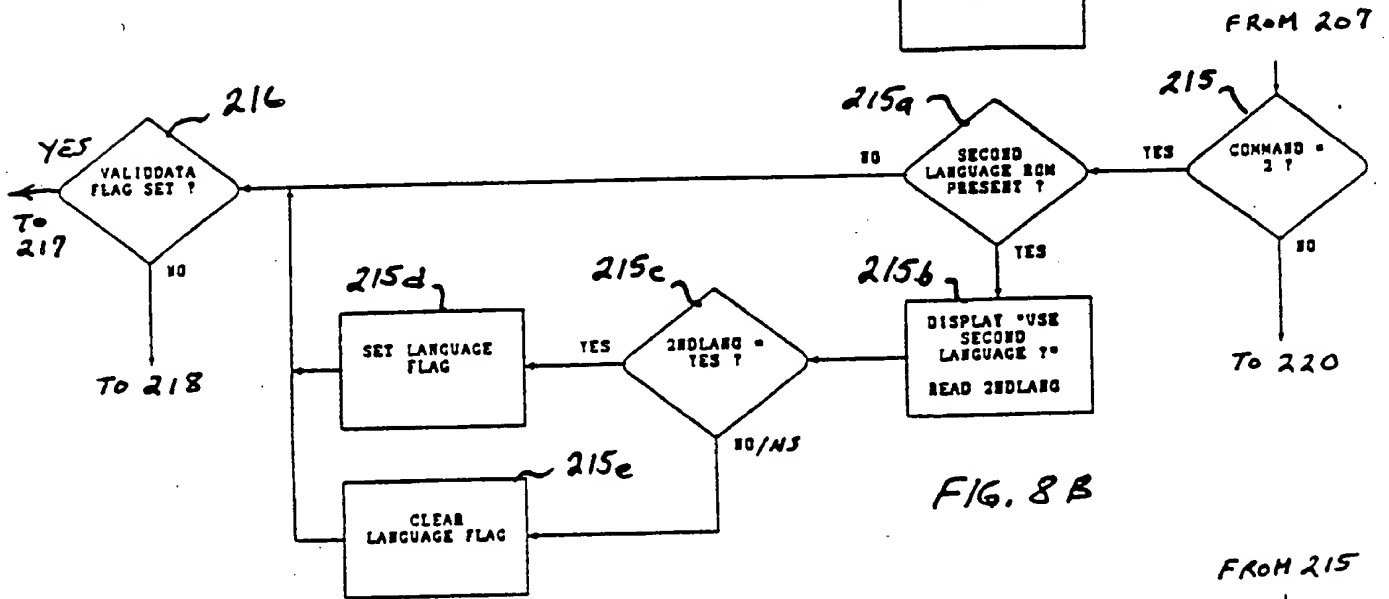 FROM 207
216
215a
215
YES
VALIDDATA
FLAG SET ?
TO
217
NO
TO 218
NO
SECOND
LANGUAGE ROM
PRESENT ?
YES
YES
COMMAND =
2 ?
NO
TO 220
215d
SET LANGUAGE
FLAG
215c
YES
2NDLANG =
YES ?
NO/NS
215b
DISPLAY "USE
SECOND
LANGUAGE ?"
READ 2NDLANG
215e
CLEAR
LANGUAGE FLAG
FIG. 8B
FROM 215